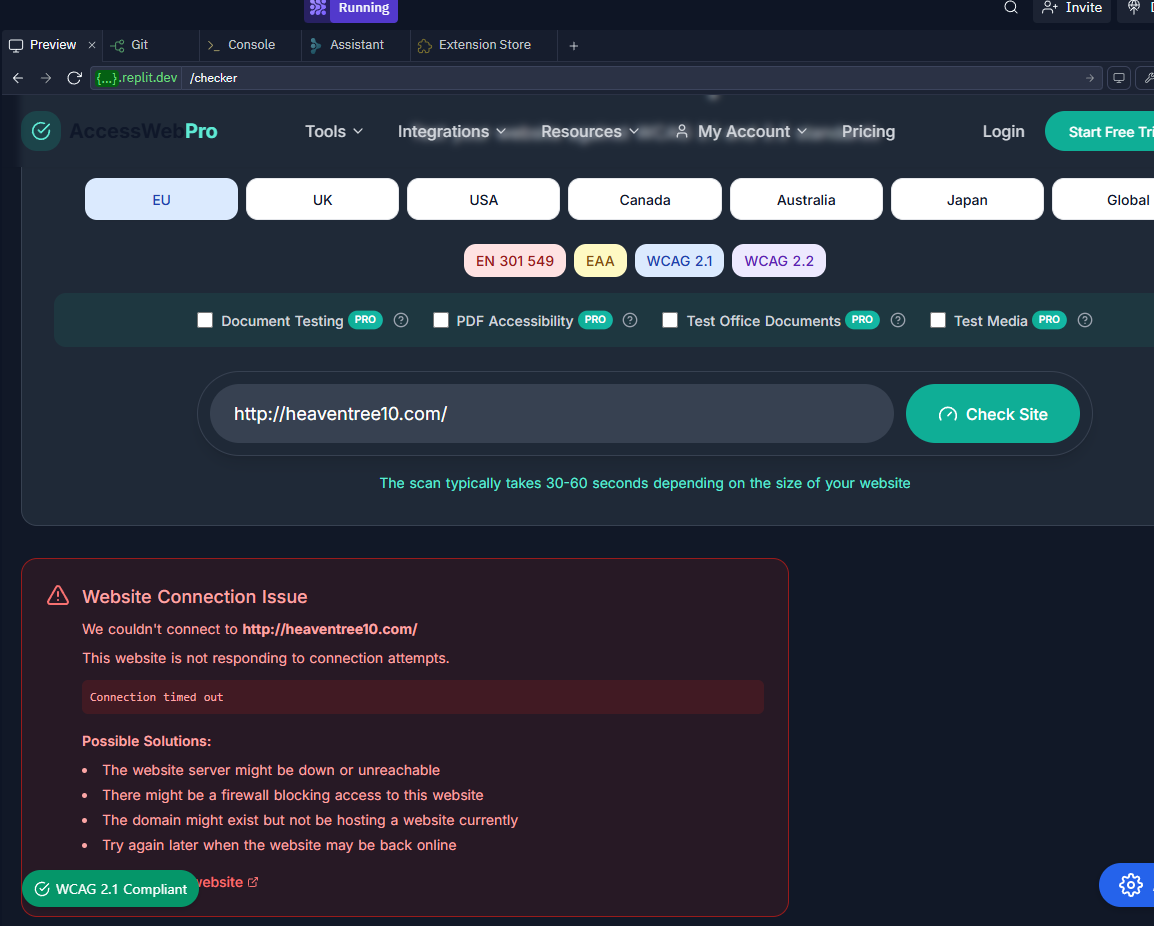 Running
Invite
Preview
Git
Console
Assistant
Extension Store
{...}.replit.dev /checker
AccessWebPro
Tools
Integrations
Resources
My Account
Pricing
Login
Start Free Tri
EU
UK
USA
Canada
Australia
Japan
Global
EN 301 549
EAA
WCAG 2.1
WCAG 2.2
Document Testing PRO
PDF Accessibility PRO
Test Office Documents PRO
Test Media PRO
http://heaventree10.com/
Check Site
The scan typically takes 30-60 seconds depending on the size of your website
Website Connection Issue
We couldn't connect to http://heaventree10.com/
This website is not responding to connection attempts.
Connection timed out
Possible Solutions:
• The website server might be down or unreachable
• There might be a firewall blocking access to this website
• The domain might exist but not be hosting a website currently
• Try again later when the website may be back online
website
WCAG 2.1 Compliant